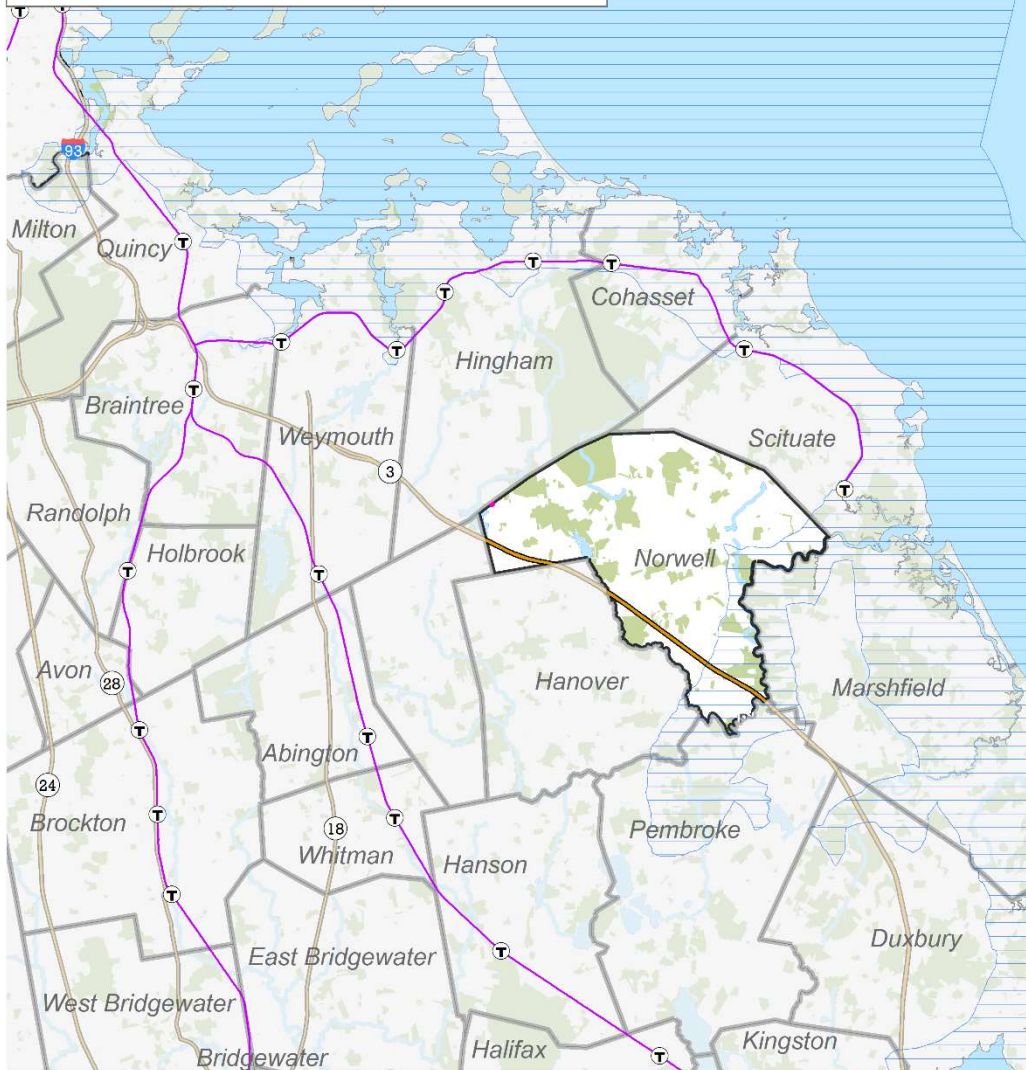 T
T
93
Milton
Quincy
T
T
T
Cohasset
T
T
T
T
Hingham
T
Braintree
Weymouth
Scituate
3
T
Randolph
Holbrook
Norwell
T
T
Avon
28
Hanover
Marshfield
T
Abington
T
24
Brockton
T
T
18
Pembroke
Whitman
Hanson
T
Duxbury
East Bridgewater
T
West Bridgewater
Halifax
Kingston
Bridgewater
T